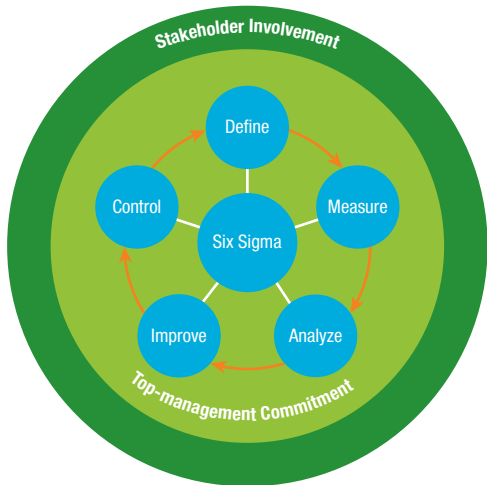 Stakeholder Involvement
Define
Control
Measure
Six Sigma
Improve
Analyze
Top-management Commitment